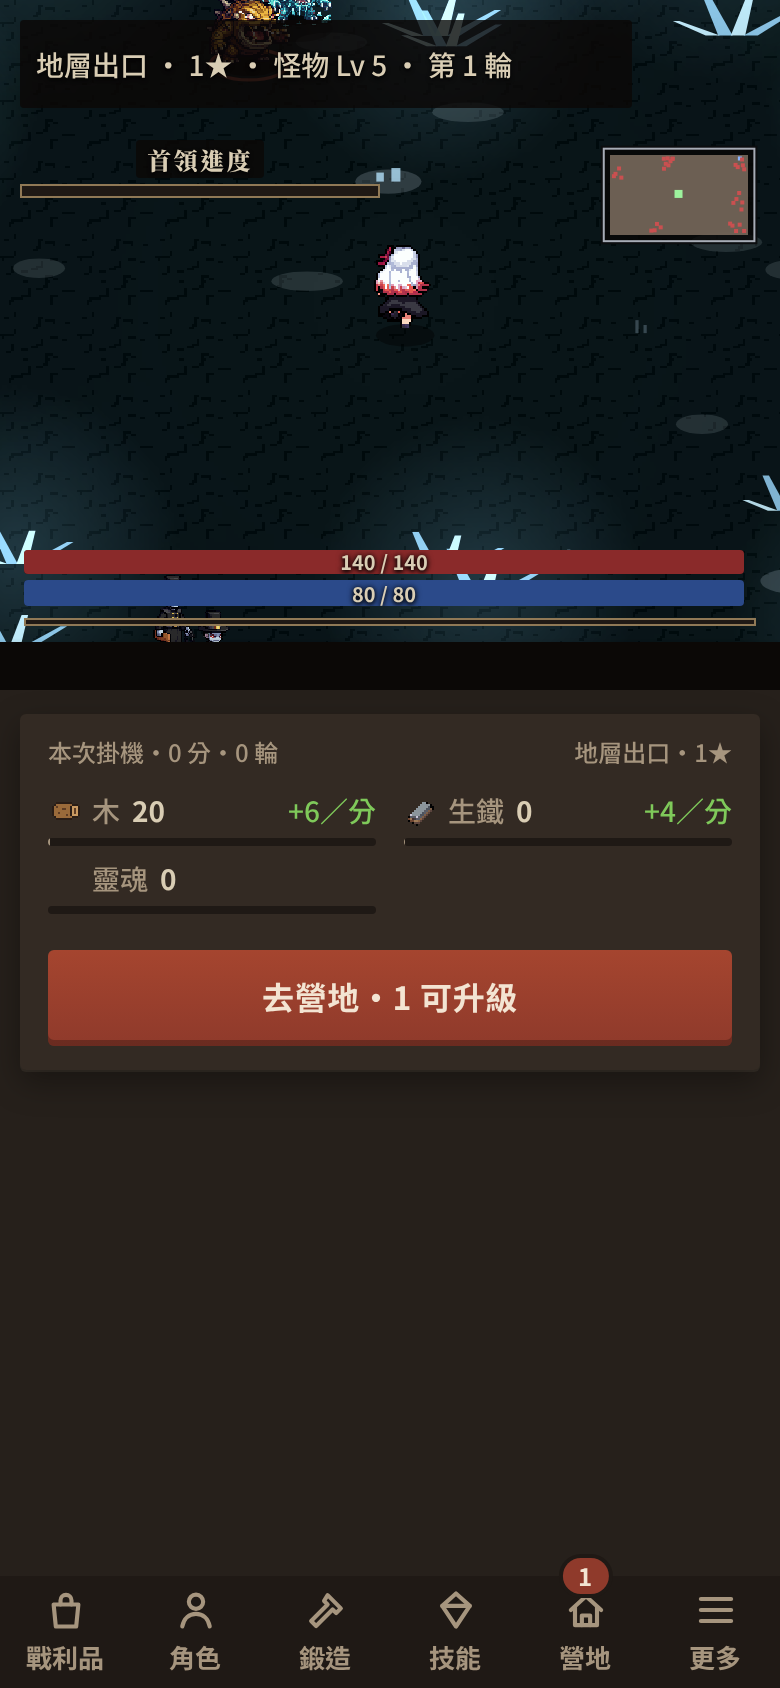 地層出口 · 1★ · 怪物 Lv 5 · 第 1 輪
首領進度
140 / 140
80 / 80
本次掛機·0 分·0 輪
地層出口·1★
木 20 +6／分
生鐵 0 +4／分
靈魂 0
去營地·1 可升級
1
戰利品
角色
鍛造
技能
營地
更多